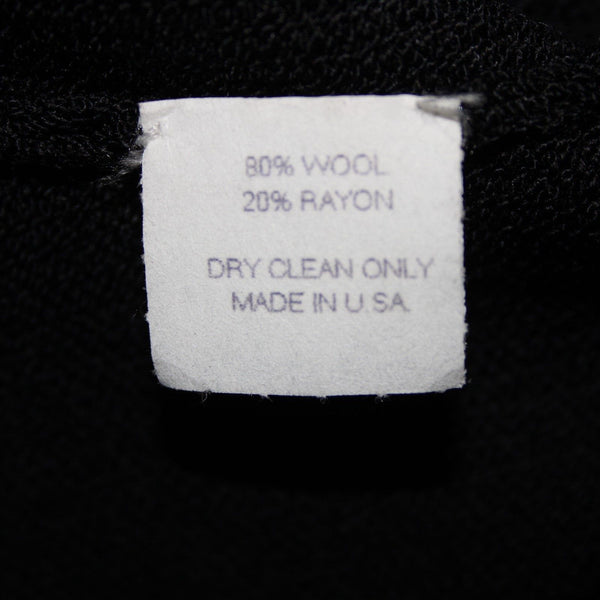 80% WOOL
20% RAYON
DRY CLEAN ONLY
MADE IN U.S.A.